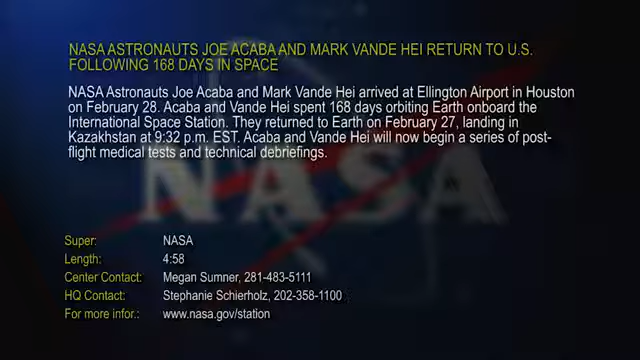 NASA ASTRONAUTS JOE ACABA AND MARK VANDE HEI RETURN TO U.S.
FOLLOWING 168 DAYS IN SPACE
NASA Astronauts Joe Acaba and Mark Vande Hei arrived at Ellington Airport in Houston
on February 28. Acaba and Vande Hei spent 168 days orbiting Earth onboard the
International Space Station. They returned to Earth on February 27, landing in
Kazakhstan at 9:32 p.m. EST. Acaba and Vande Hei will now begin a series of post-
flight medical tests and technical debriefings.
NASA
Super: NASA
Length: 4:58
Center Contact: Megan Sumner, 281-483-5111
HQ Contact: Stephanie Schierholz, 202-358-1100
For more infor.: www.nasa.gov/station